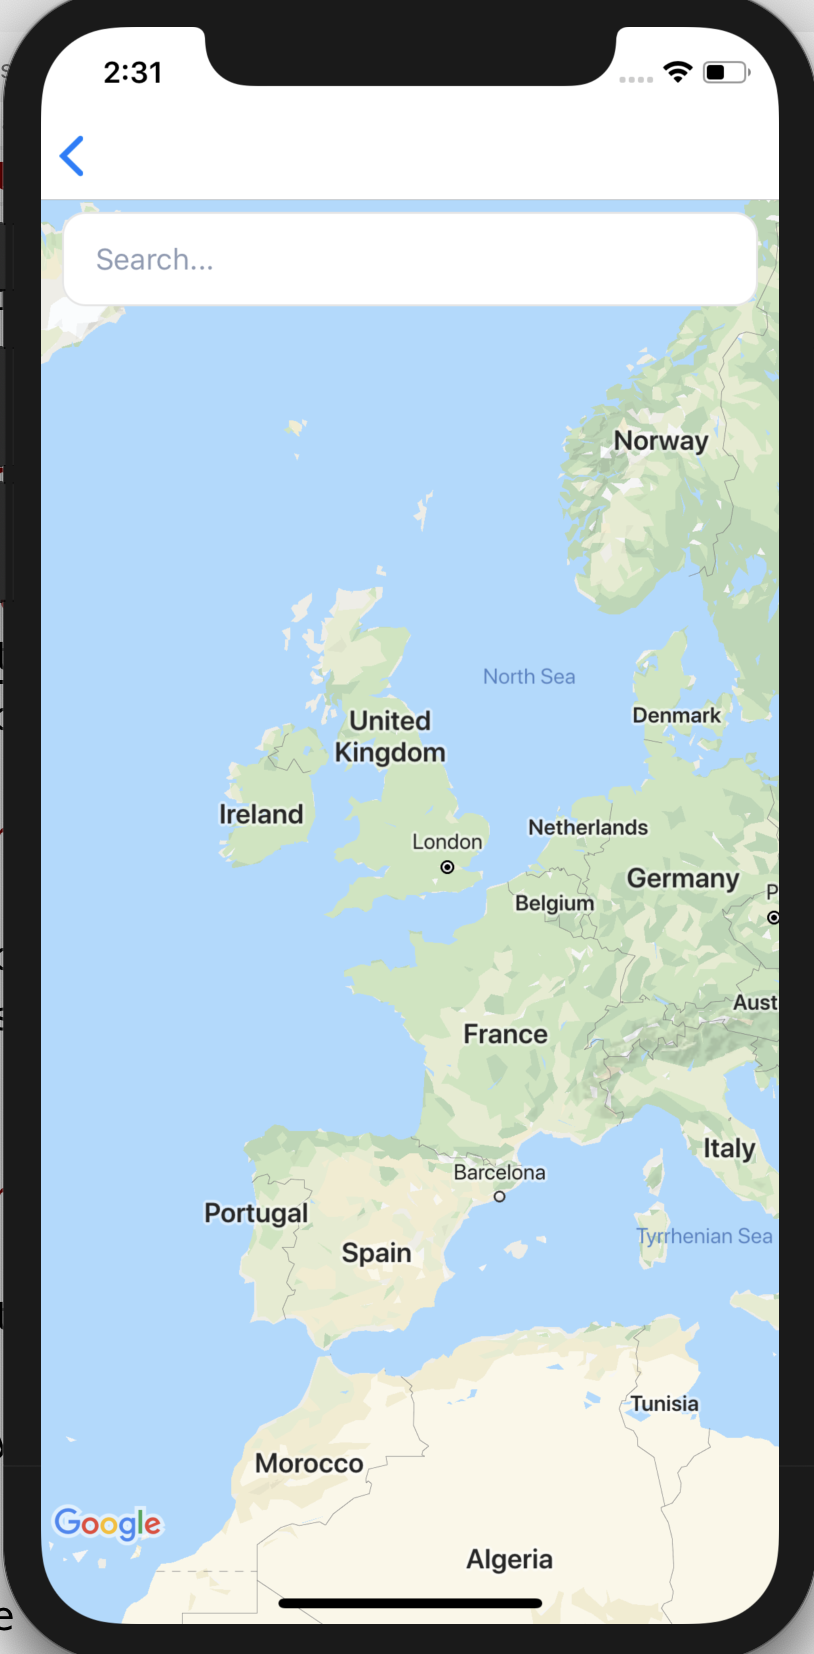 2:31
Search...
Norway
North Sea
United
Kingdom
Denmark
Ireland
London
Netherlands
Germany
Belgium
P
Aust
France
Italy
Barcelona
Portugal
Tyrrhenian Sea
Spain
Tunisia
Morocco
Google
Algeria
e